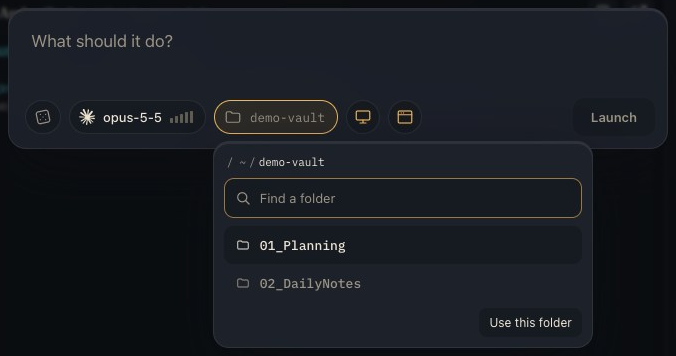 What should it do?
opus-5-5 demo-vault Launch
/ ~ / demo-vault
Find a folder
01_Planning
02_DailyNotes
Use this folder